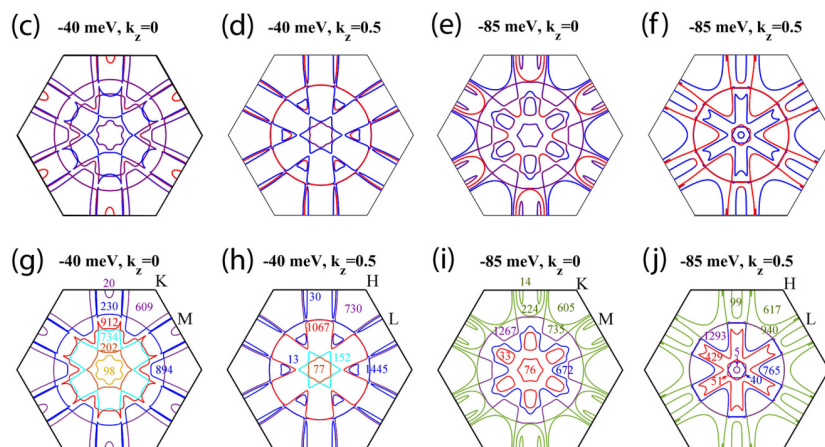 (c) -40 meV, k_z=0
(d) -40 meV, k_z=0.5
(e) -85 meV, k_z=0
(f) -85 meV, k_z=0.5
(g) -40 meV, k_z=0
20
K
230
609
M
912
734
202
98
894
(h) -40 meV, k_z=0.5
H
30
730
L
1067
13
152
77
1445
(i) -85 meV, k_z=0
14
K
224
605
M
1267
735
33
76
672
(j) -85 meV, k_z=0.5
H
99
617
L
1293
940
5
429
765
51
40